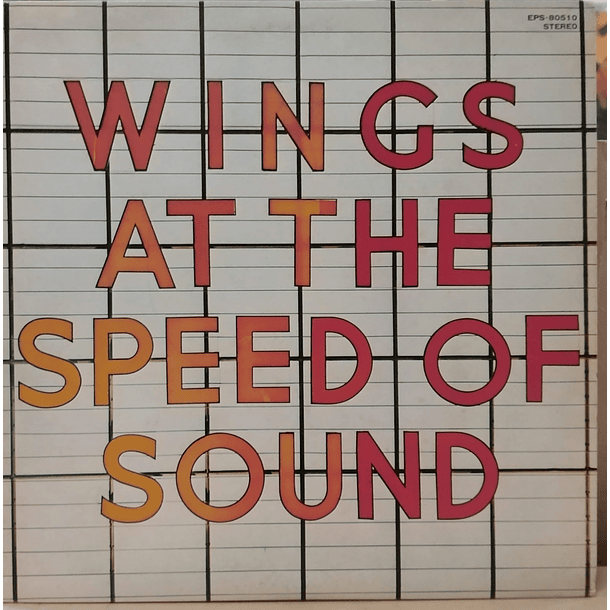 EPS-80510
STEREO
WINGS
AT THE
SPEED OF
SOUND